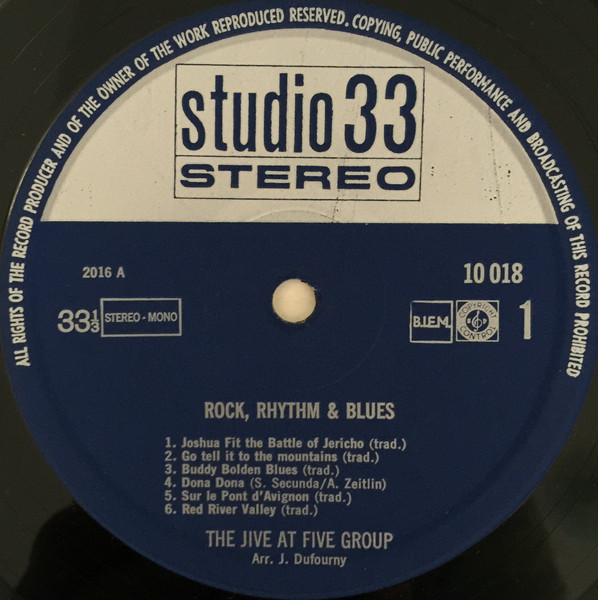 ALL RIGHTS OF THE RECORD PRODUCER AND OF THE OWNER OF THE WORK REPRODUCED RESERVED. COPYING, PUBLIC PERFORMANCE AND BROADCASTING OF THIS RECORD PROHIBITED
studio 33
STEREO
2016 A
10 018
33⅓ STEREO - MONO
B.I.E.M. COPYRIGHT CONTROL 1
ROCK, RHYTHM & BLUES
1. Joshua Fit the Battle of Jericho (trad.)
2. Go tell it to the mountains (trad.)
3. Buddy Bolden Blues (trad.)
4. Dona Dona (S. Secunda/A. Zeitlin)
5. Sur le Pont d'Avignon (trad.)
6. Red River Valley (trad.)
THE JIVE AT FIVE GROUP
Arr. J. Dufourny